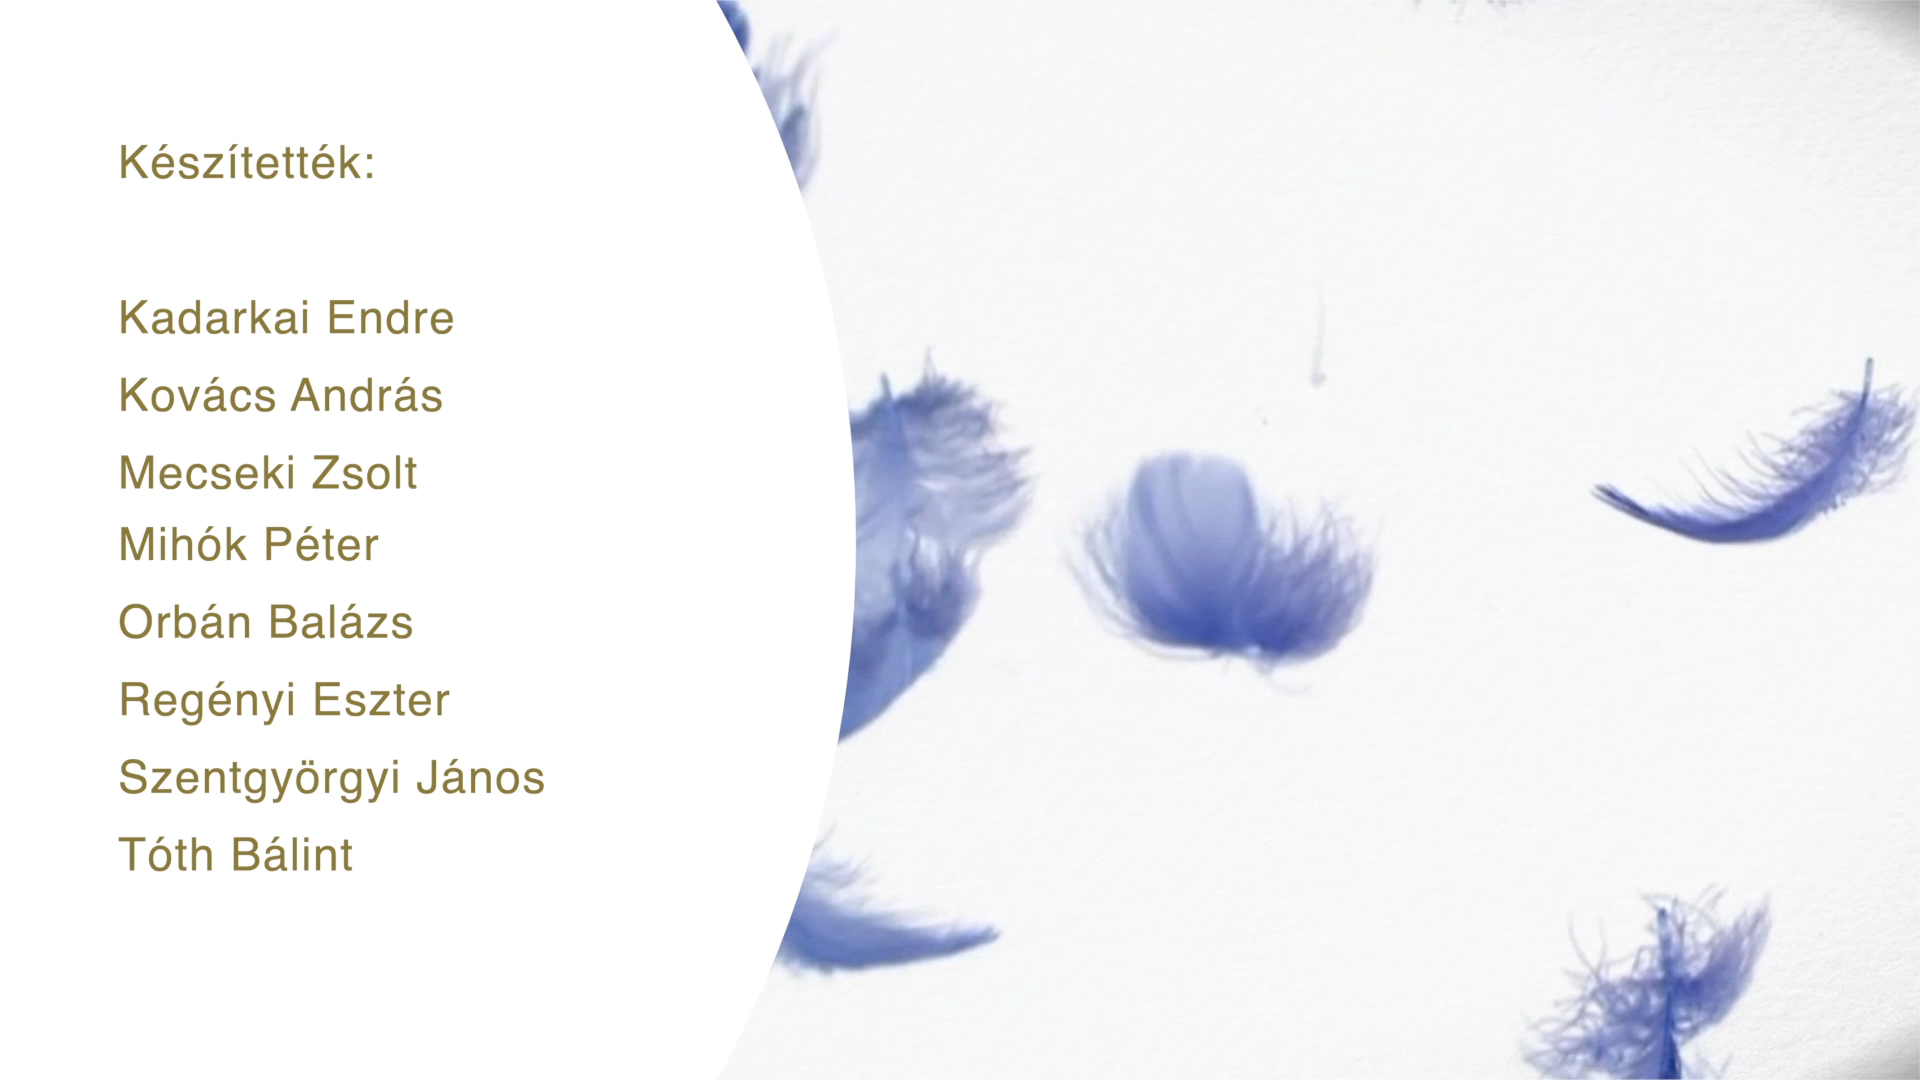 Készítették:
Kadarkai Endre
Kovács András
Mecseki Zsolt
Mihók Péter
Orbán Balázs
Regényi Eszter
Szentgyörgyi János
Tóth Bálint